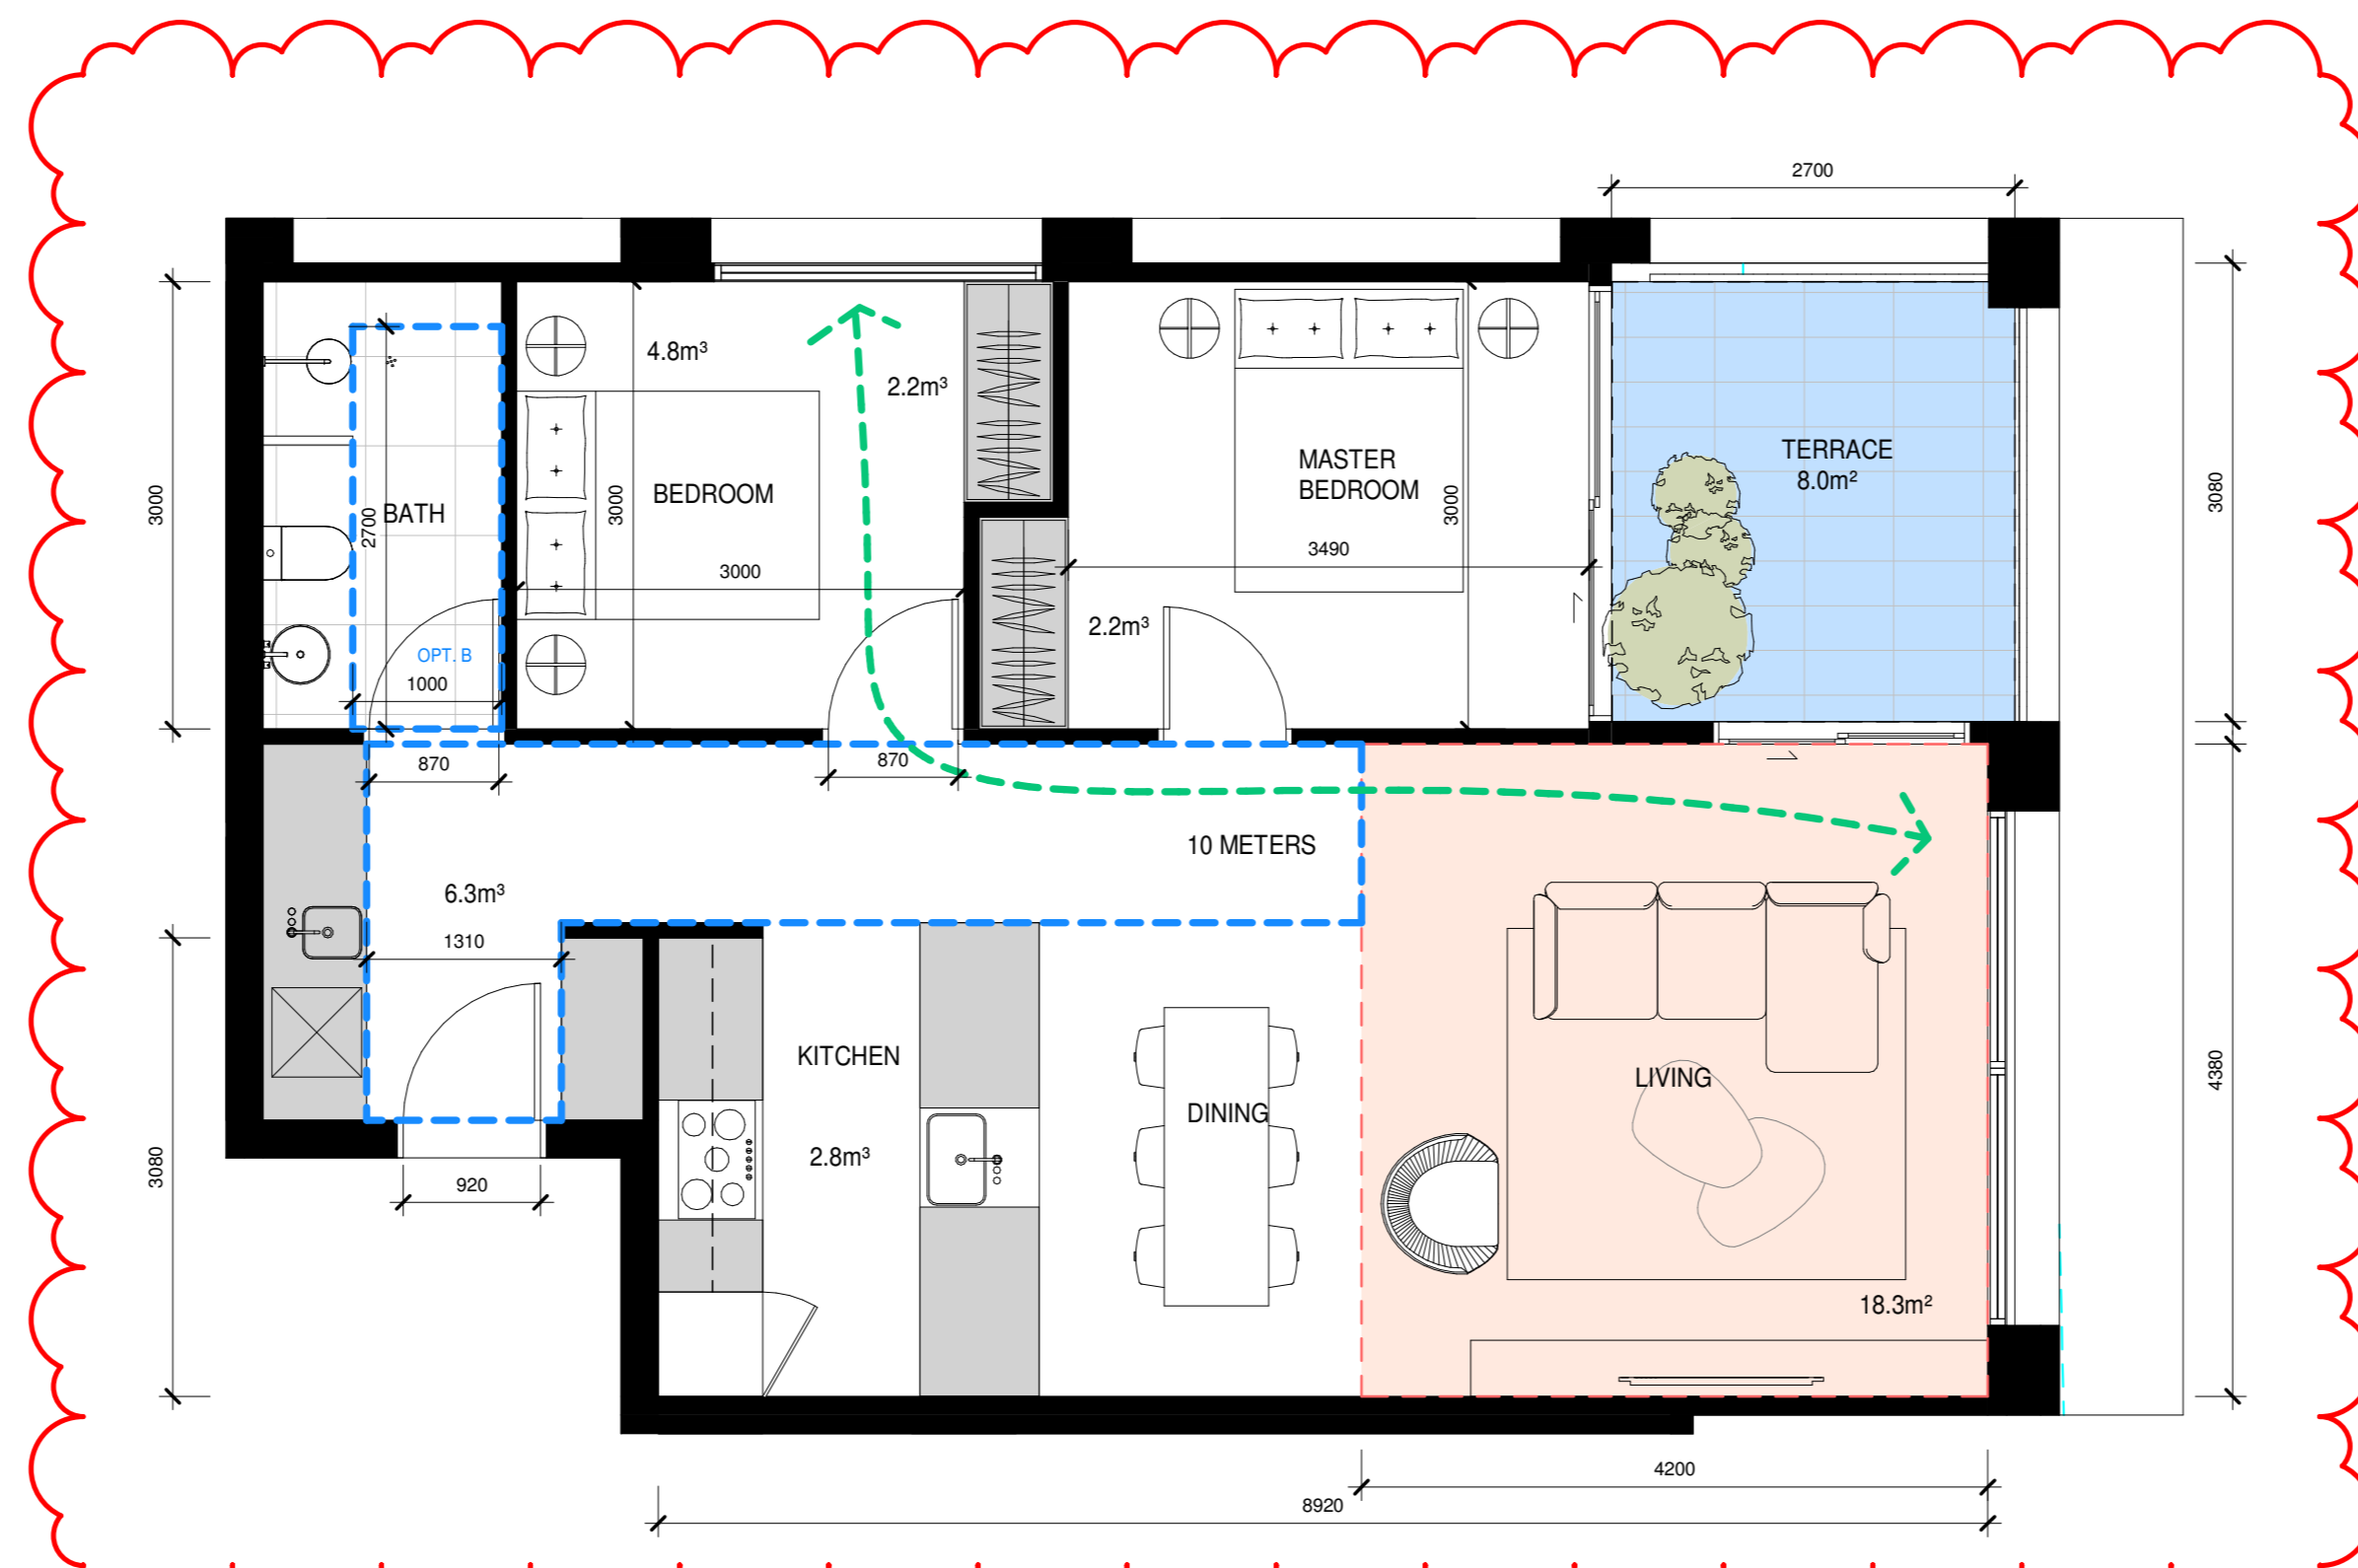 2700
4.8m³
2.2m³
TERRACE
8.0m²
MASTER
BEDROOM
BEDROOM
3000
3000
2700
BATH
3000
3080
3490
3000
2.2m³
OPT. B
1000
870
870
10 METERS
6.3m³
1310
KITCHEN
LIVING
4380
DINING
2.8m³
3080
920
18.3m²
4200
8920